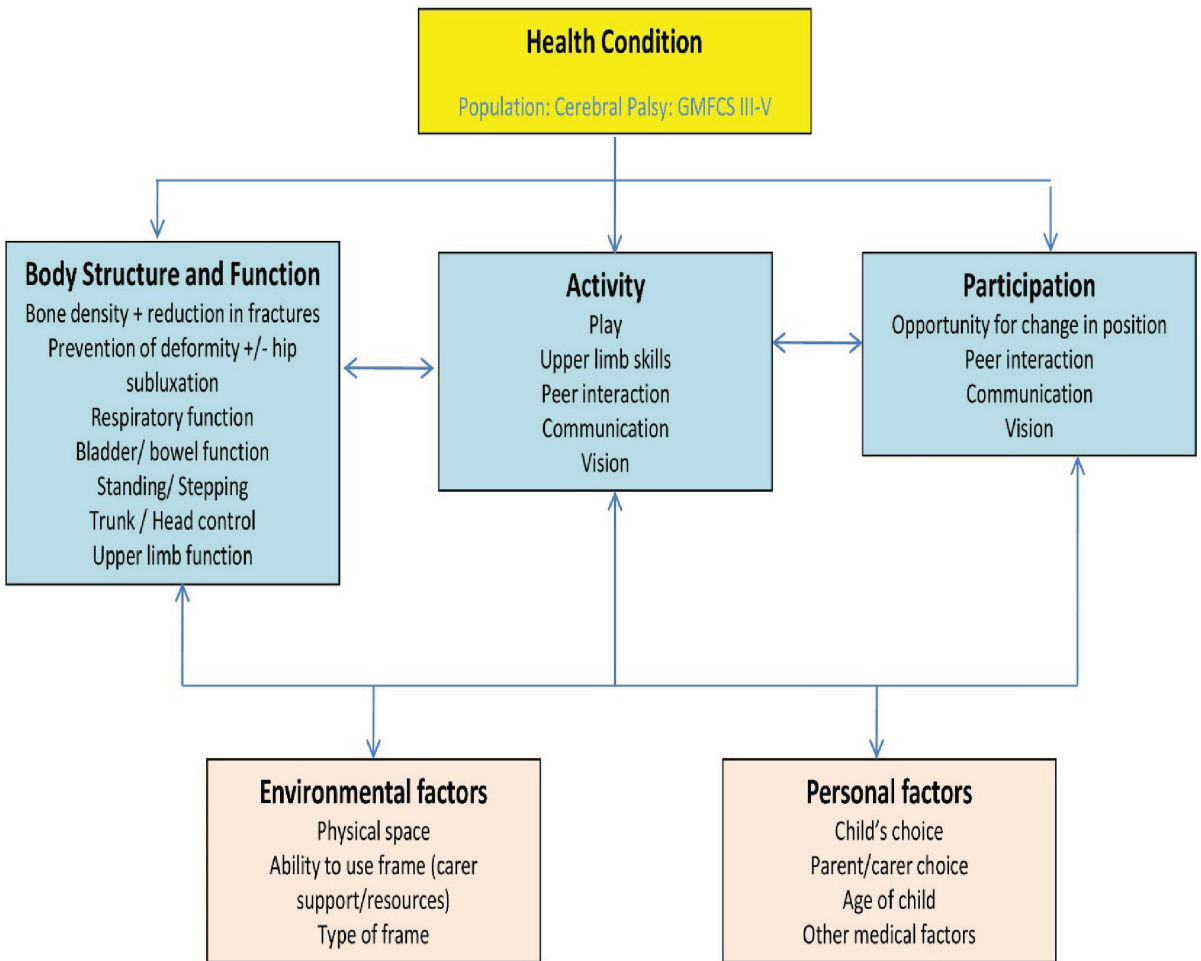 Health Condition
Population: Cerebral Palsy: GMFCS III-V
Body Structure and Function
Bone density + reduction in fractures
Prevention of deformity +/- hip
subluxation
Respiratory function
Bladder/ bowel function
Standing/ Stepping
Trunk / Head control
Upper limb function
Activity
Play
Upper limb skills
Peer interaction
Communication
Vision
Participation
Opportunity for change in position
Peer interaction
Communication
Vision
Environmental factors
Physical space
Ability to use frame (carer
support/resources)
Type of frame
Personal factors
Child's choice
Parent/carer choice
Age of child
Other medical factors